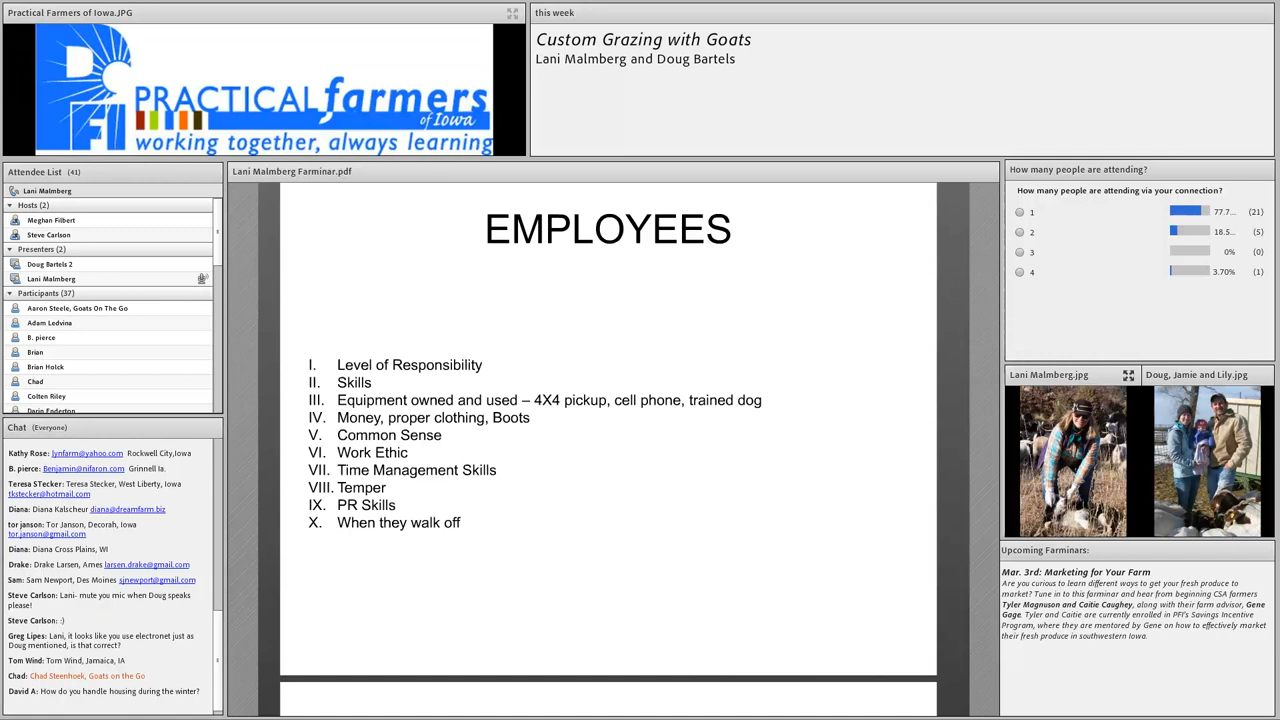 Practical Farmers of Iowa.JPG
PRACTICAL farmers
of Iowa
working together, always learning
this week
Custom Grazing with Goats
Lani Malmberg and Doug Bartels
Attendee List (41)
Lani Malmberg
Hosts (2)
Meghan Filbert
Steve Carlson
Presenters (2)
Doug Bartels 2
Lani Malmberg
Participants (37)
Aaron Steele, Goats On The Go
Adam Ledvina
B. pierce
Brian
Brian Holck
Chad
Colten Riley
Darin Enderton
Chat (Everyone)
Kathy Rose: lynfarm@yahoo.com Rockwell City,Iowa
B. pierce: Benjamin@nifaron.com Grinnell Ia.
Teresa STecker: Teresa Stecker, West Liberty, Iowa
tkstecker@hotmail.com
Diana: Diana Kalscheur diana@dreamfarm.biz
tor janson: Tor Janson, Decorah, Iowa
tor.janson@gmail.com
Diana: Diana Cross Plains, WI
Drake: Drake Larsen, Ames larsen.drake@gmail.com
Sam: Sam Newport, Des Moines sjnewport@gmail.com
Steve Carlson: Lani- mute you mic when Doug speaks
please!
Steve Carlson: :)
Greg Lipes: Lani, it looks like you use electronet just as
Doug mentioned, is that correct?
Tom Wind: Tom Wind, Jamaica, IA
Chad: Chad Steenhoek, Goats on the Go
David A: How do you handle housing during the winter?
Lani Malmberg Farminar.pdf
EMPLOYEES
I. Level of Responsibility
II. Skills
III. Equipment owned and used – 4X4 pickup, cell phone, trained dog
IV. Money, proper clothing, Boots
V. Common Sense
VI. Work Ethic
VII. Time Management Skills
VIII. Temper
IX. PR Skills
X. When they walk off
How many people are attending?
How many people are attending via your connection?
1 77.7... (21)
2 18.5... (5)
3 0% (0)
4 3.70% (1)
Lani Malmberg.jpg
Doug, Jamie and Lily.jpg
Upcoming Farminars:
Mar. 3rd: Marketing for Your Farm
Are you curious to learn different ways to get your fresh produce to
market? Tune in to this farminar and hear from beginning CSA farmers
Tyler Magnuson and Caitie Caughey, along with their farm advisor, Gene
Gage. Tyler and Caitie are currently enrolled in PFI's Savings Incentive
Program, where they are mentored by Gene on how to effectively market
their fresh produce in southwestern Iowa.